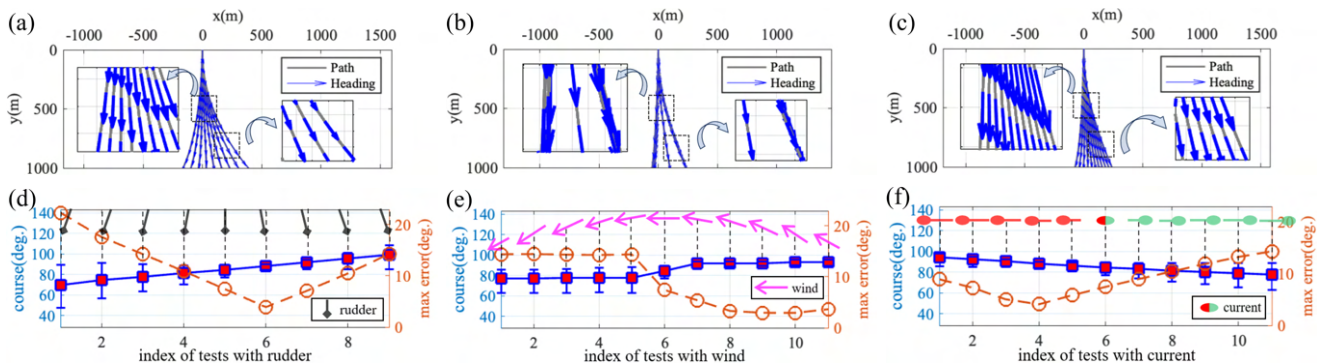 (a)
x(m)
-1000 -500 0 500 1000 1500
y(m)
0
500
1000
Path
Heading
(b)
x(m)
-1000 -500 0 500 1000 1500
y(m)
0
500
1000
Path
Heading
(c)
x(m)
-1000 -500 0 500 1000 1500
y(m)
0
500
1000
Path
Heading
(d)
course(deg.)
140
120
100
80
60
40
20
10
0
max error(deg.)
rudder
2 4 6 8
index of tests with rudder
(e)
course(deg.)
140
120
100
80
60
40
20
10
0
max error(deg.)
wind
2 4 6 8 10
index of tests with wind
(f)
course(deg.)
140
120
100
80
60
40
20
10
0
max error(deg.)
current
2 4 6 8 10
index of tests with current